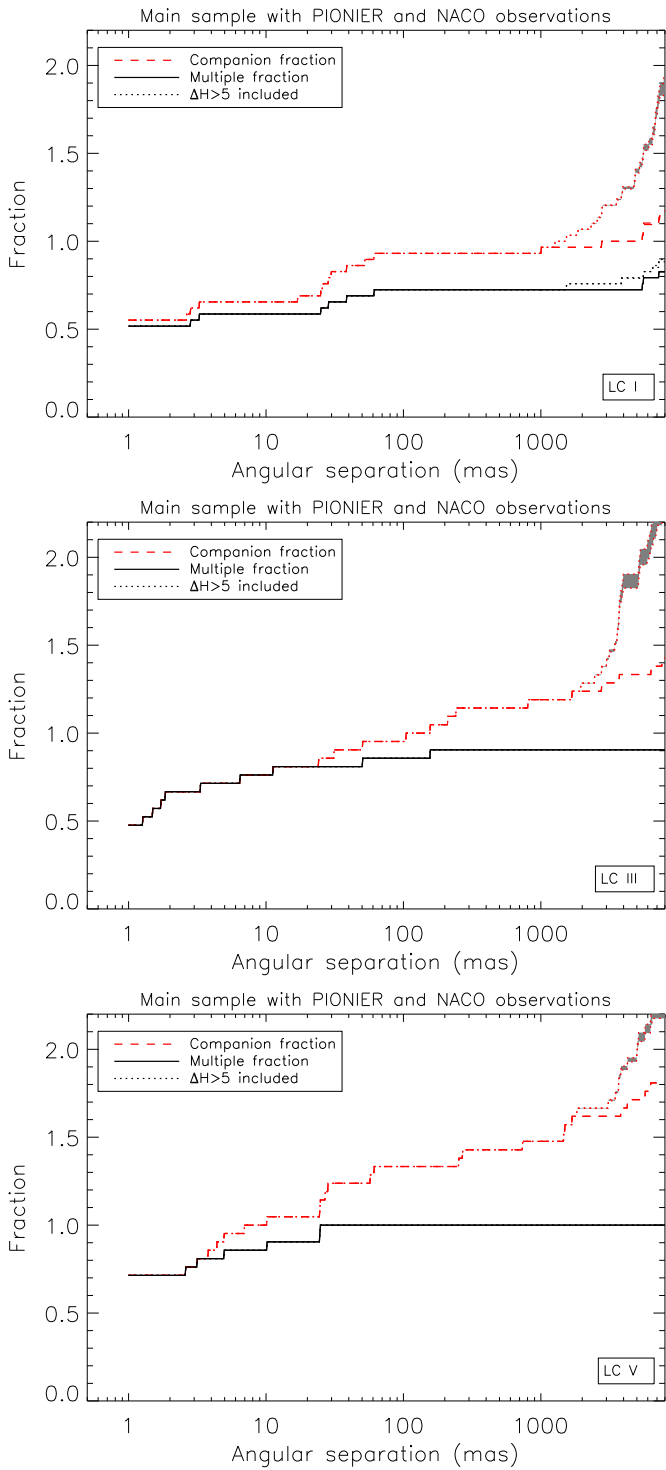 Main sample with PIONIER and NACO observations
Companion fraction
Multiple fraction
ΔH>5 included
2.0
1.5
1.0
0.5
0.0
Fraction
LC I
1 10 100 1000
Angular separation (mas)
Main sample with PIONIER and NACO observations
Companion fraction
Multiple fraction
ΔH>5 included
2.0
1.5
1.0
0.5
0.0
Fraction
LC III
1 10 100 1000
Angular separation (mas)
Main sample with PIONIER and NACO observations
Companion fraction
Multiple fraction
ΔH>5 included
2.0
1.5
1.0
0.5
0.0
Fraction
LC V
1 10 100 1000
Angular separation (mas)